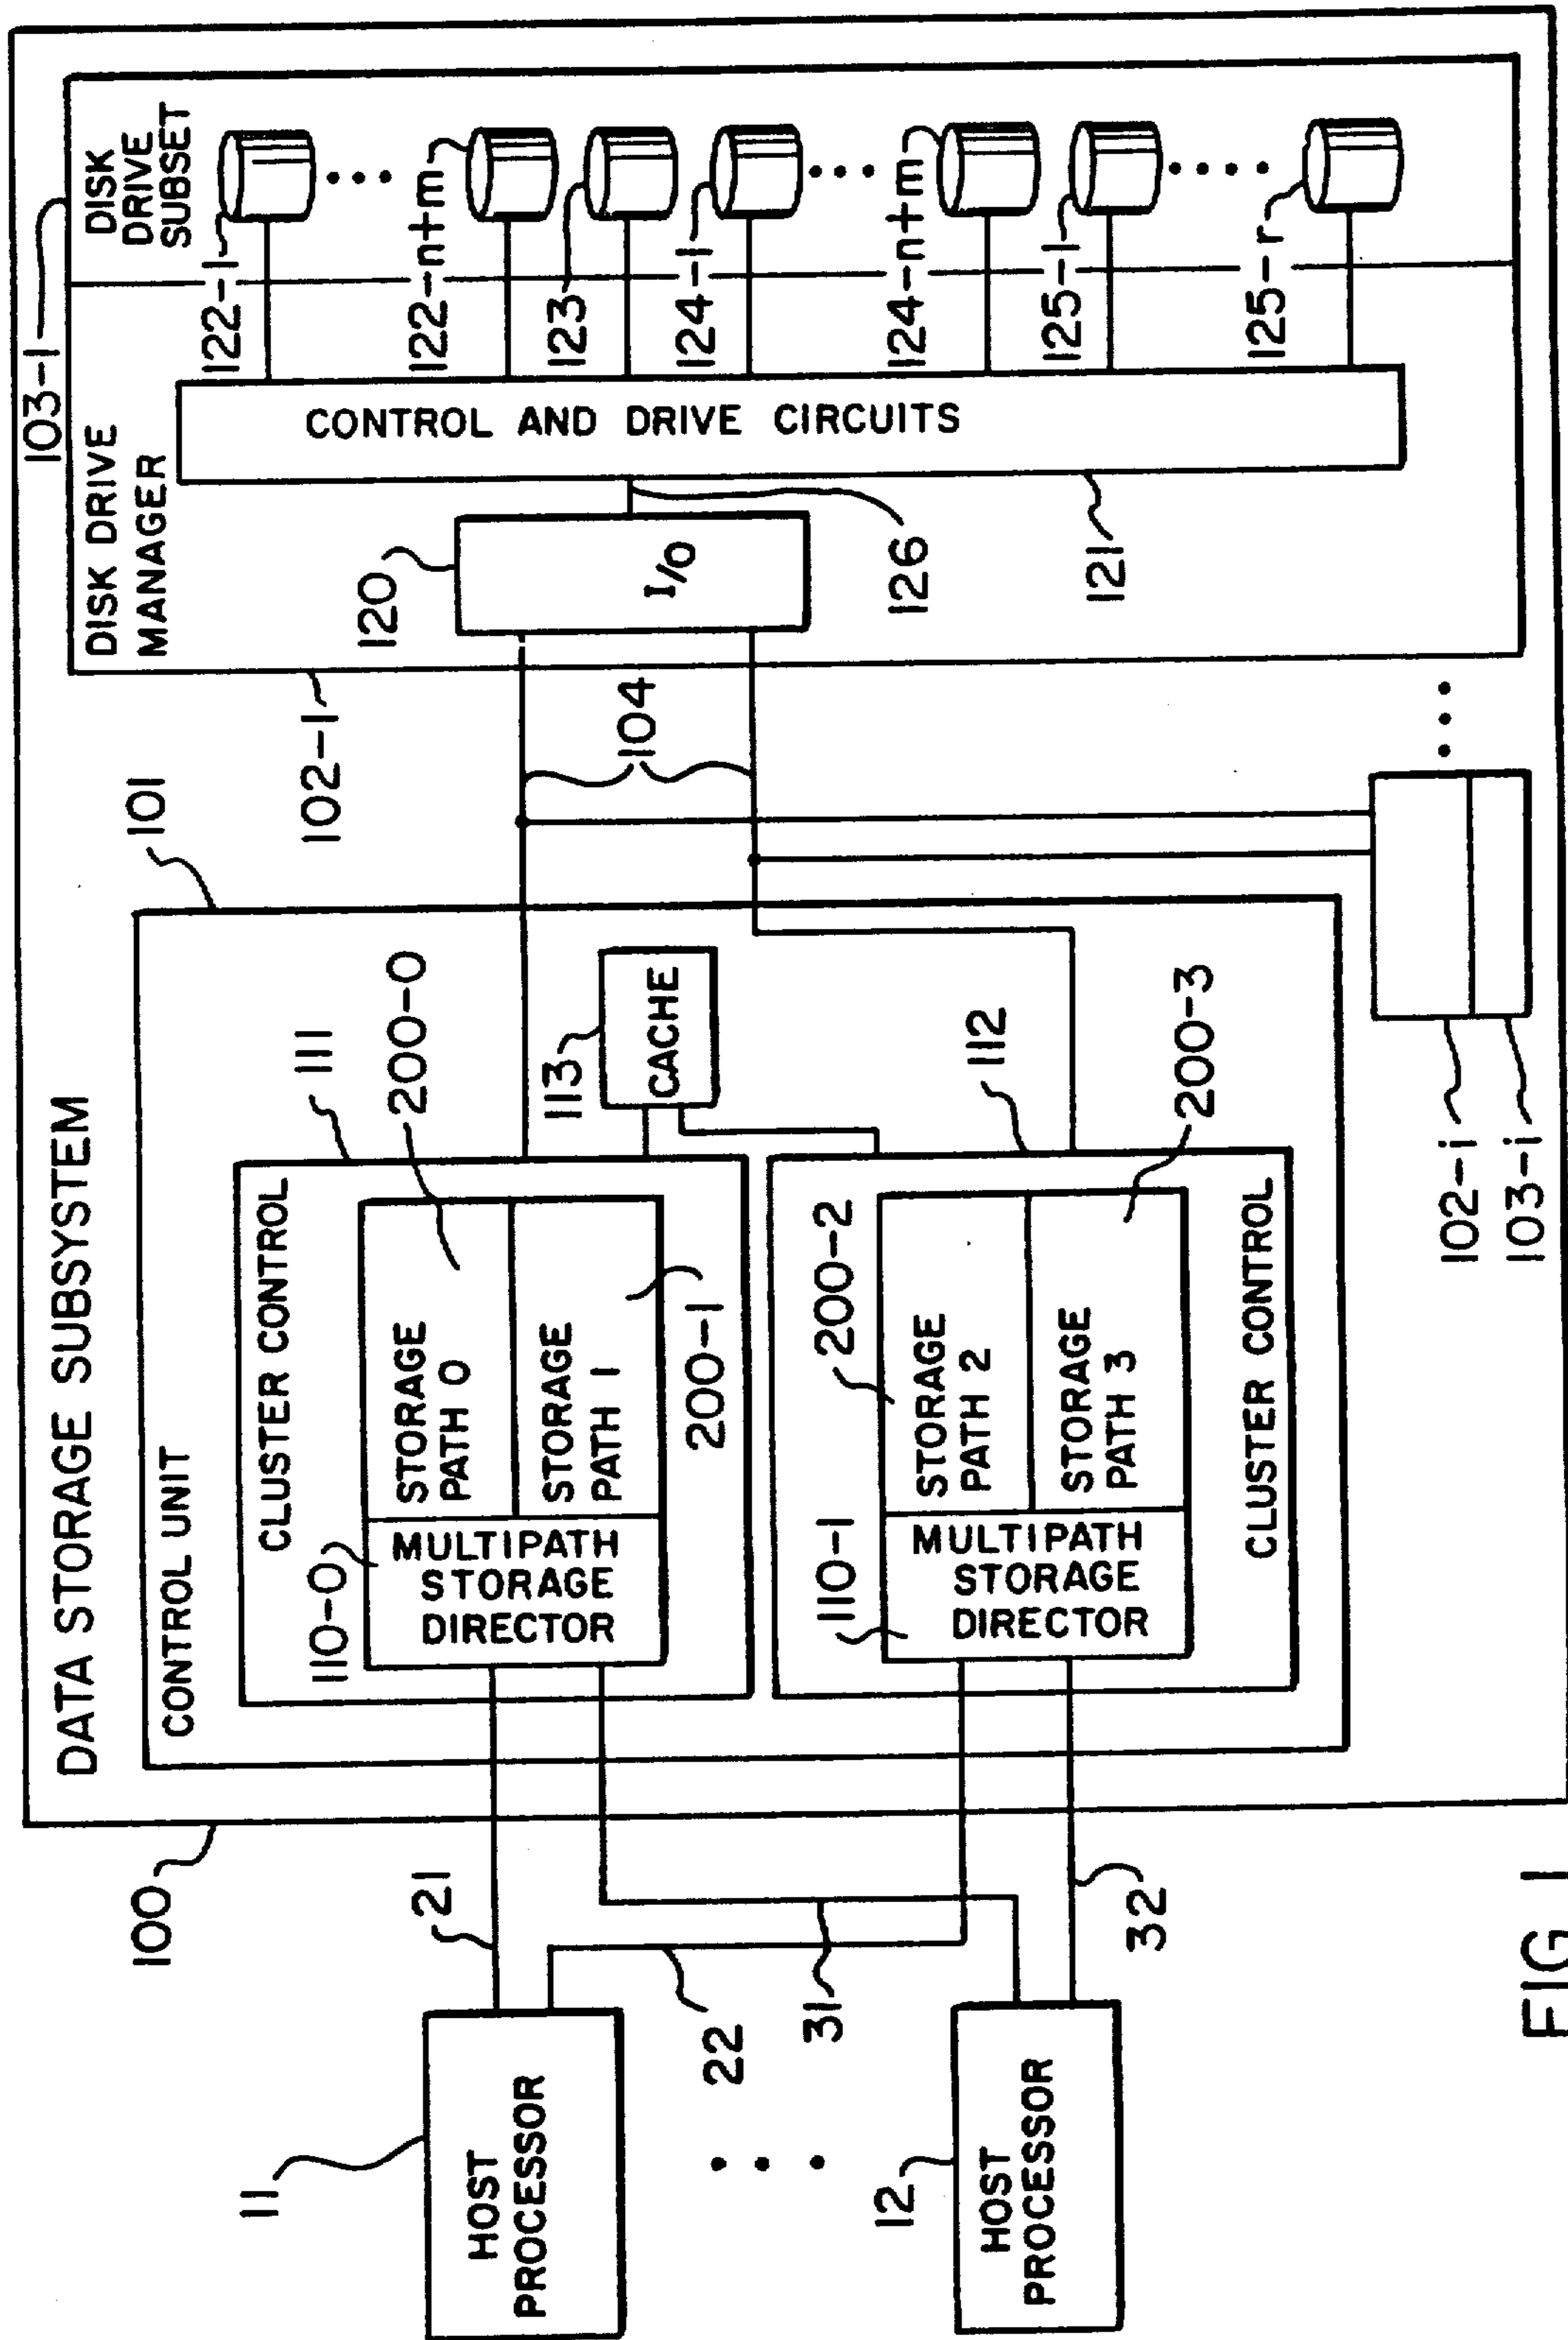 DATA STORAGE SUBSYSTEM
100
CONTROL UNIT
101
CLUSTER CONTROL
111
110-0
MULTIPATH
STORAGE
DIRECTOR
STORAGE
PATH 0
200-0
STORAGE
PATH 1
200-1
113
CACHE
112
110-1
MULTIPATH
STORAGE
DIRECTOR
200-2
STORAGE
PATH 2
STORAGE
PATH 3
200-3
CLUSTER CONTROL
11
HOST
PROCESSOR
12
HOST
PROCESSOR
21
22
31
32
104
102-1
103-1
DISK DRIVE
MANAGER
DISK
DRIVE
SUBSET
120
I/O
126
CONTROL AND DRIVE CIRCUITS
121
122-1
122-n+m
123
124-1
124-n+m
125-1
125-r
102-i
103-i
FIG 1